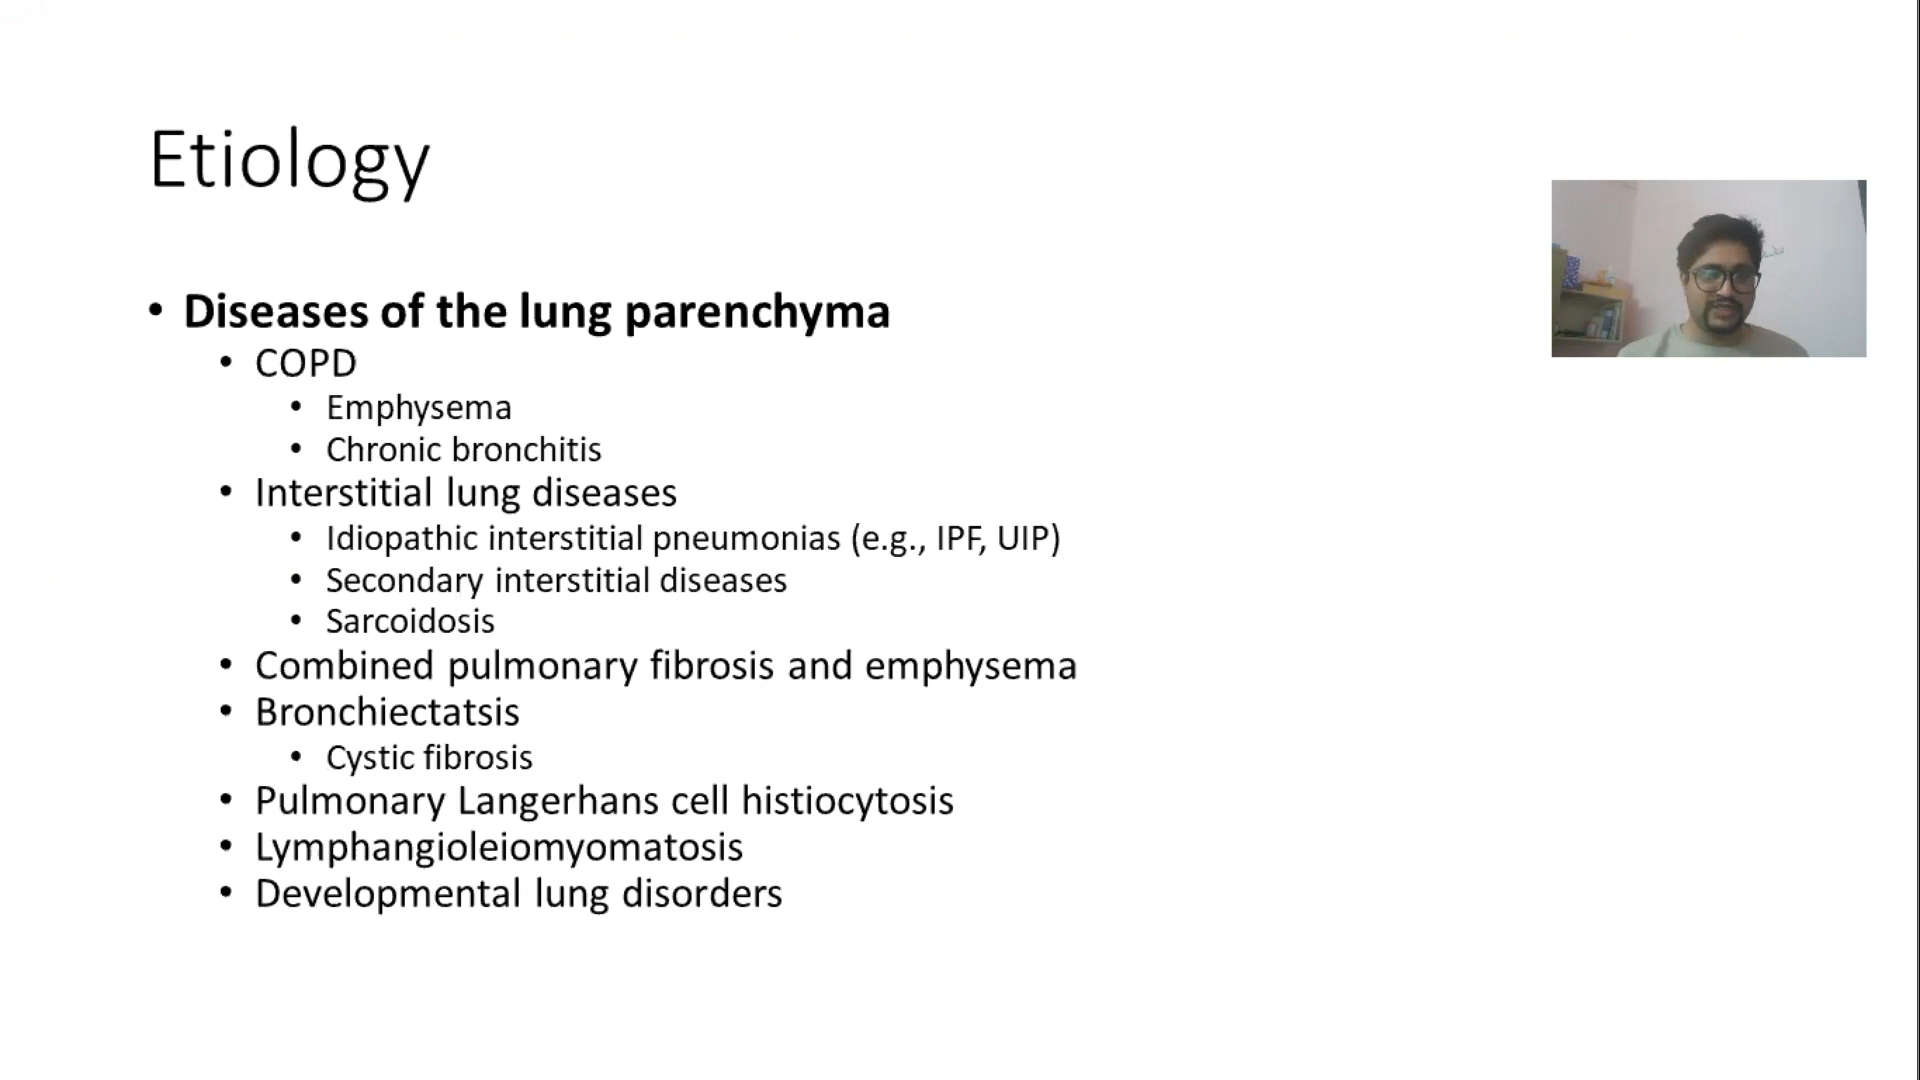 Etiology
• Diseases of the lung parenchyma
• COPD
• Emphysema
• Chronic bronchitis
• Interstitial lung diseases
• Idiopathic interstitial pneumonias (e.g., IPF, UIP)
• Secondary interstitial diseases
• Sarcoidosis
• Combined pulmonary fibrosis and emphysema
• Bronchiectatsis
• Cystic fibrosis
• Pulmonary Langerhans cell histiocytosis
• Lymphangioleiomyomatosis
• Developmental lung disorders